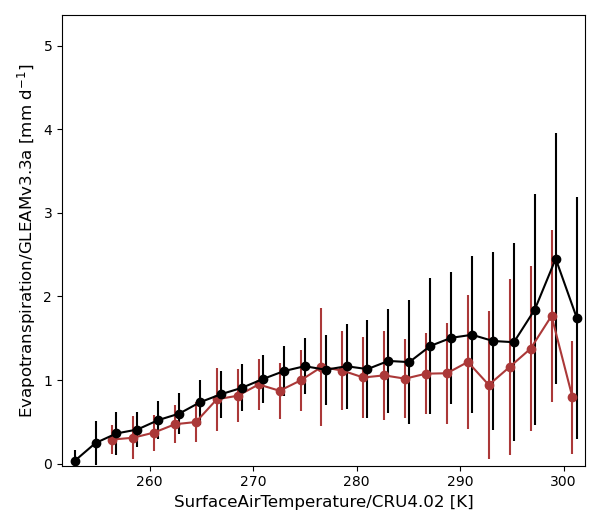 5
4
3
2
1
0
Evapotranspiration/GLEAMv3.3a [mm d⁻¹]
260 270 280 290 300
SurfaceAirTemperature/CRU4.02 [K]